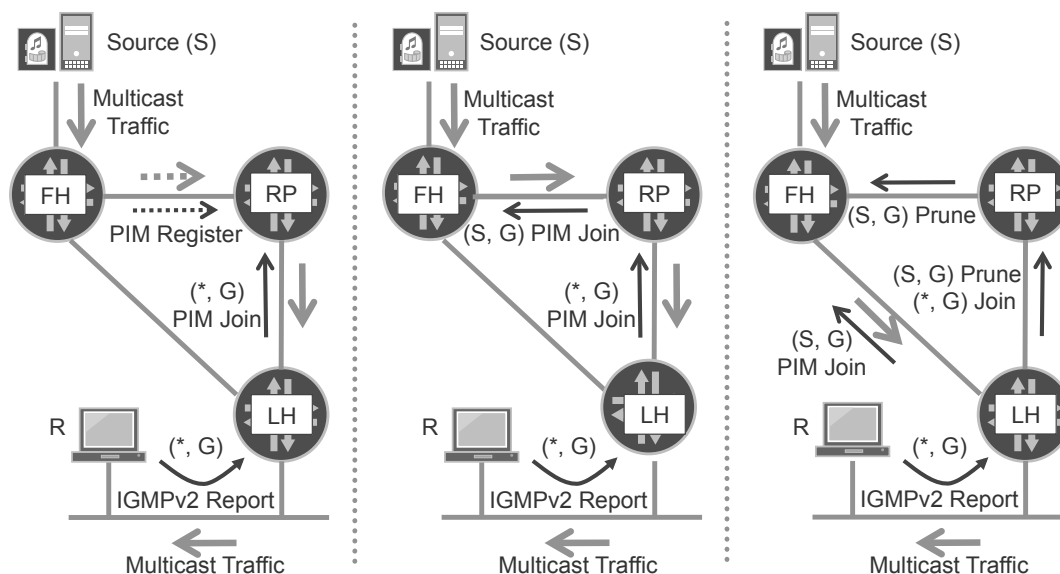 Source (S)
Multicast
Traffic
FH
RP
PIM Register
(*, G)
PIM Join
LH
R
(*, G)
IGMPv2 Report
Multicast Traffic
Source (S)
Multicast
Traffic
FH
RP
(S, G) PIM Join
(*, G)
PIM Join
LH
R
(*, G)
IGMPv2 Report
Multicast Traffic
Source (S)
Multicast
Traffic
FH
RP
(S, G) Prune
(S, G) Prune
(*, G) Join
(S, G)
PIM Join
LH
R
(*, G)
IGMPv2 Report
Multicast Traffic